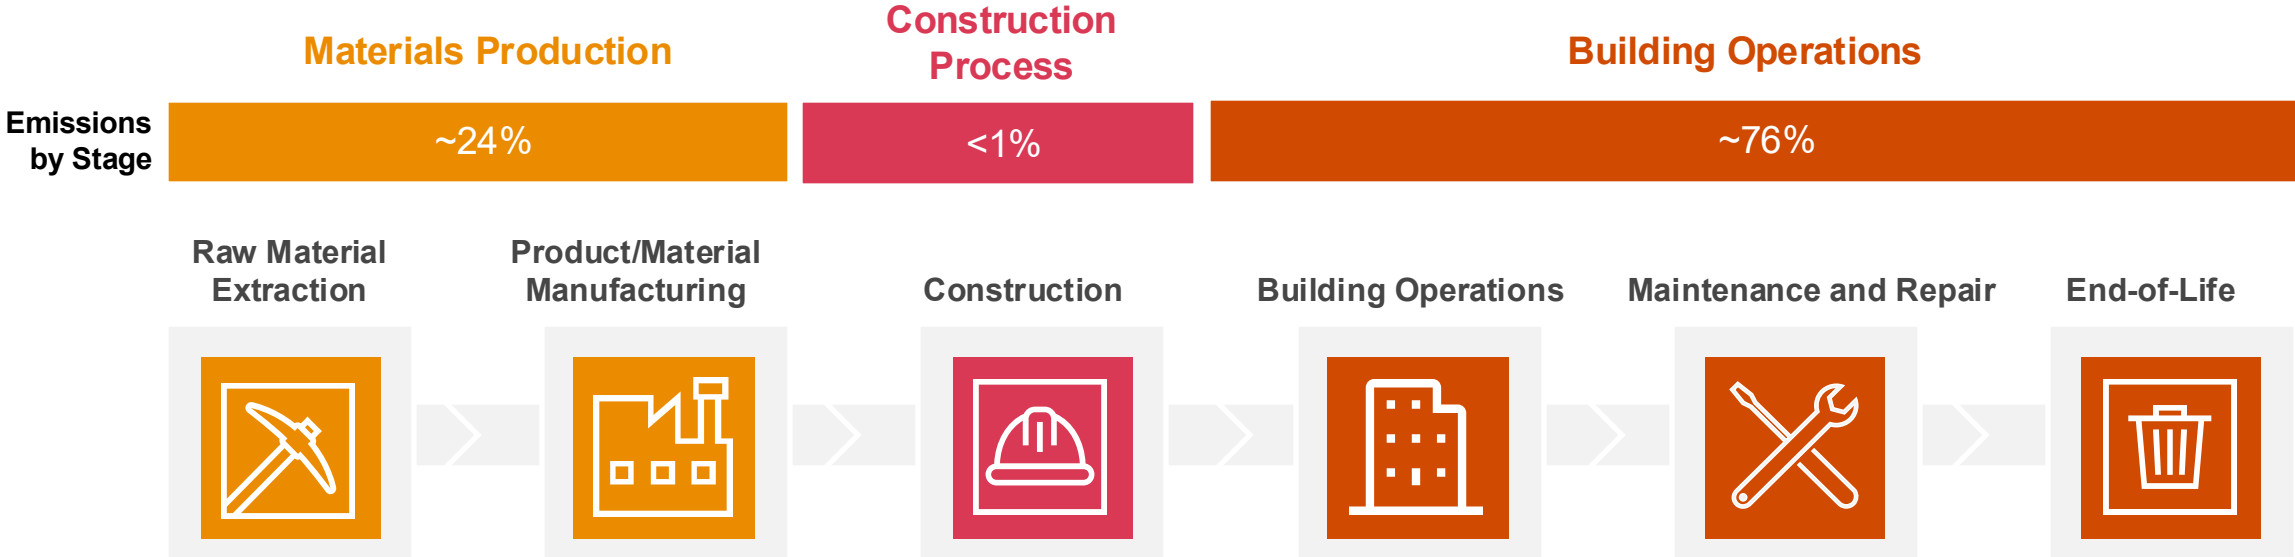 Materials Production
Construction
Process
Building Operations
Emissions
by Stage
~24%
<1%
~76%
Raw Material
Extraction
Product/Material
Manufacturing
Construction
Building Operations
Maintenance and Repair
End-of-Life